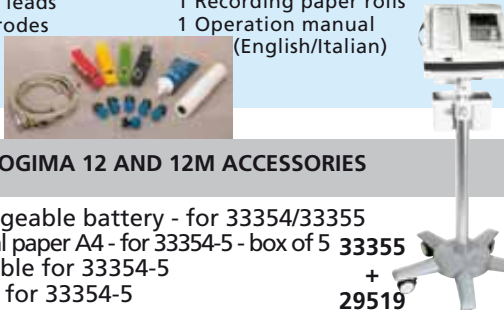 leads
1 Recording paper rolls
rodes
1 Operation manual
(English/Italian)
OGIMA 12 AND 12M ACCESSORIES
geable battery - for 33354/33355
l paper A4 - for 33354-5 - box of 5
33355
ble for 33354-5
+
for 33354-5
29519